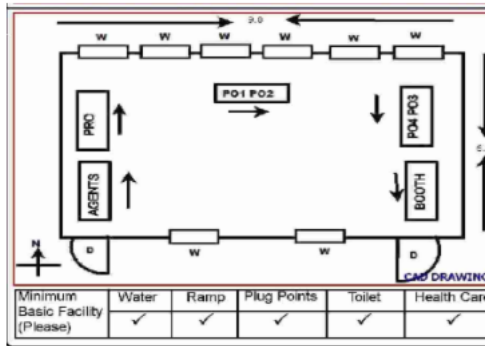 9.0
W W W W W W
PO1 PO2
PRO
PO4 PO3
AGENTS
BOOTH
N
D
W
W
D
CAD DRAWING
Minimum Basic Facility (Please) Water Ramp Plug Points Toilet Health Care
✓ ✓ ✓ ✓ ✓